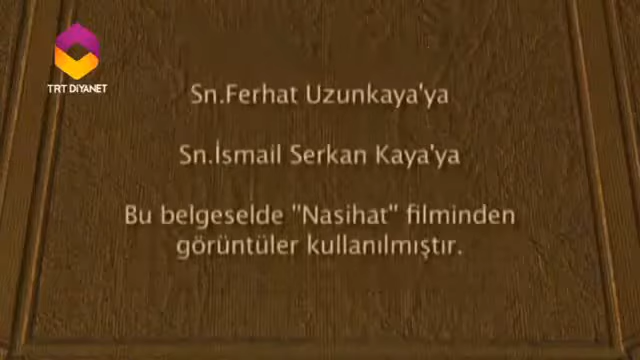 TRT DİYANET
Sn.Ferhat Uzunkaya'ya
Sn.İsmail Serkan Kaya'ya
Bu belgeselde "Nasihat" filminden
görüntüler kullanılmıştır.